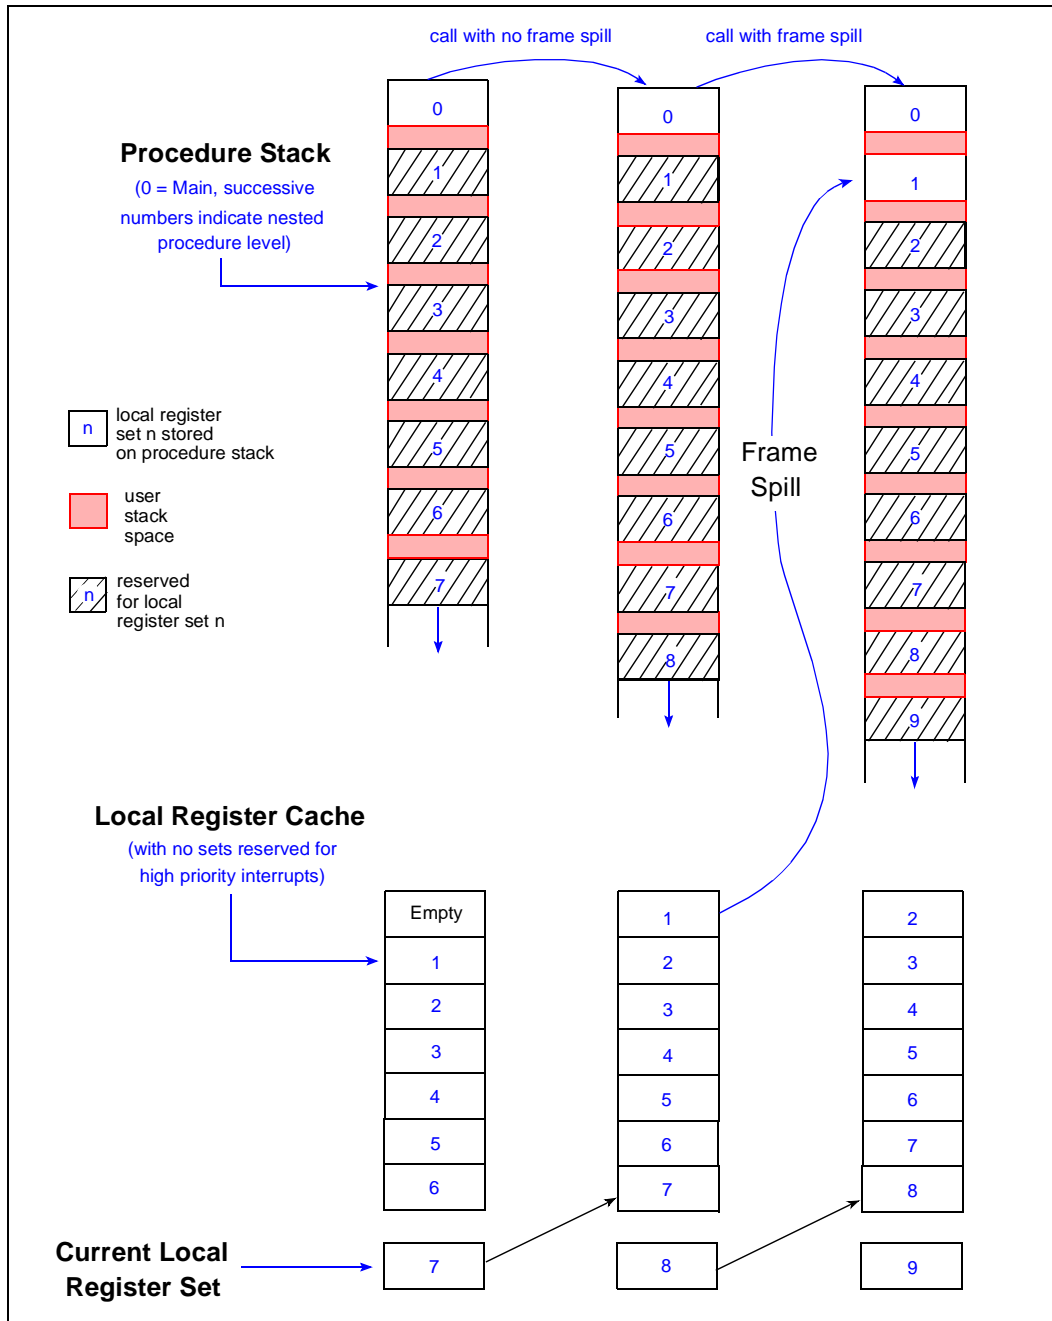 call with no frame spill
call with frame spill
Procedure Stack
(0 = Main, successive
numbers indicate nested
procedure level)
0
1
2
3
4
5
6
7
0
1
2
3
4
5
6
7
8
0
1
2
3
4
5
6
7
8
9
n
local register
set n stored
on procedure stack
user
stack
space
n
reserved
for local
register set n
Frame
Spill
Local Register Cache
(with no sets reserved for
high priority interrupts)
Empty
1
2
3
4
5
6
1
2
3
4
5
6
7
2
3
4
5
6
7
8
Current Local
Register Set
7
8
9